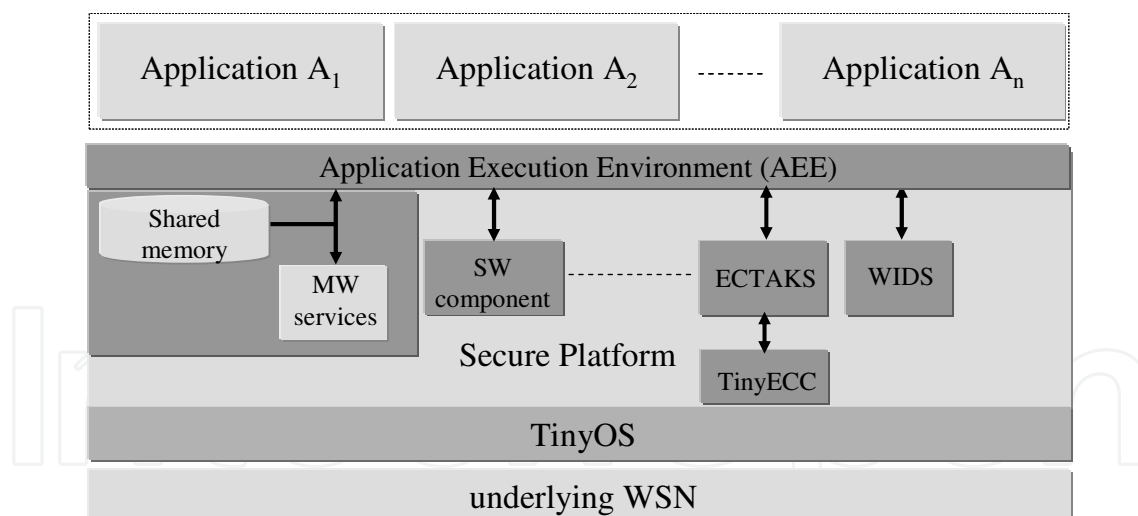 Application A1
Application A2
Application An
Application Execution Environment (AEE)
Shared
memory
MW
services
SW
component
ECTAKS
WIDS
Secure Platform
TinyECC
TinyOS
underlying WSN